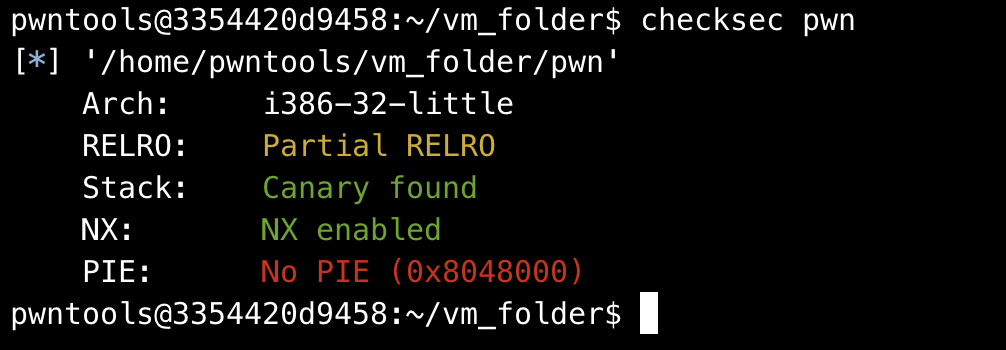 pwntools@3354420d9458:~/vm_folder$ checksec pwn
[*] '/home/pwntools/vm_folder/pwn'
    Arch:     i386-32-little
    RELRO:    Partial RELRO
    Stack:    Canary found
    NX:       NX enabled
    PIE:      No PIE (0x8048000)
pwntools@3354420d9458:~/vm_folder$